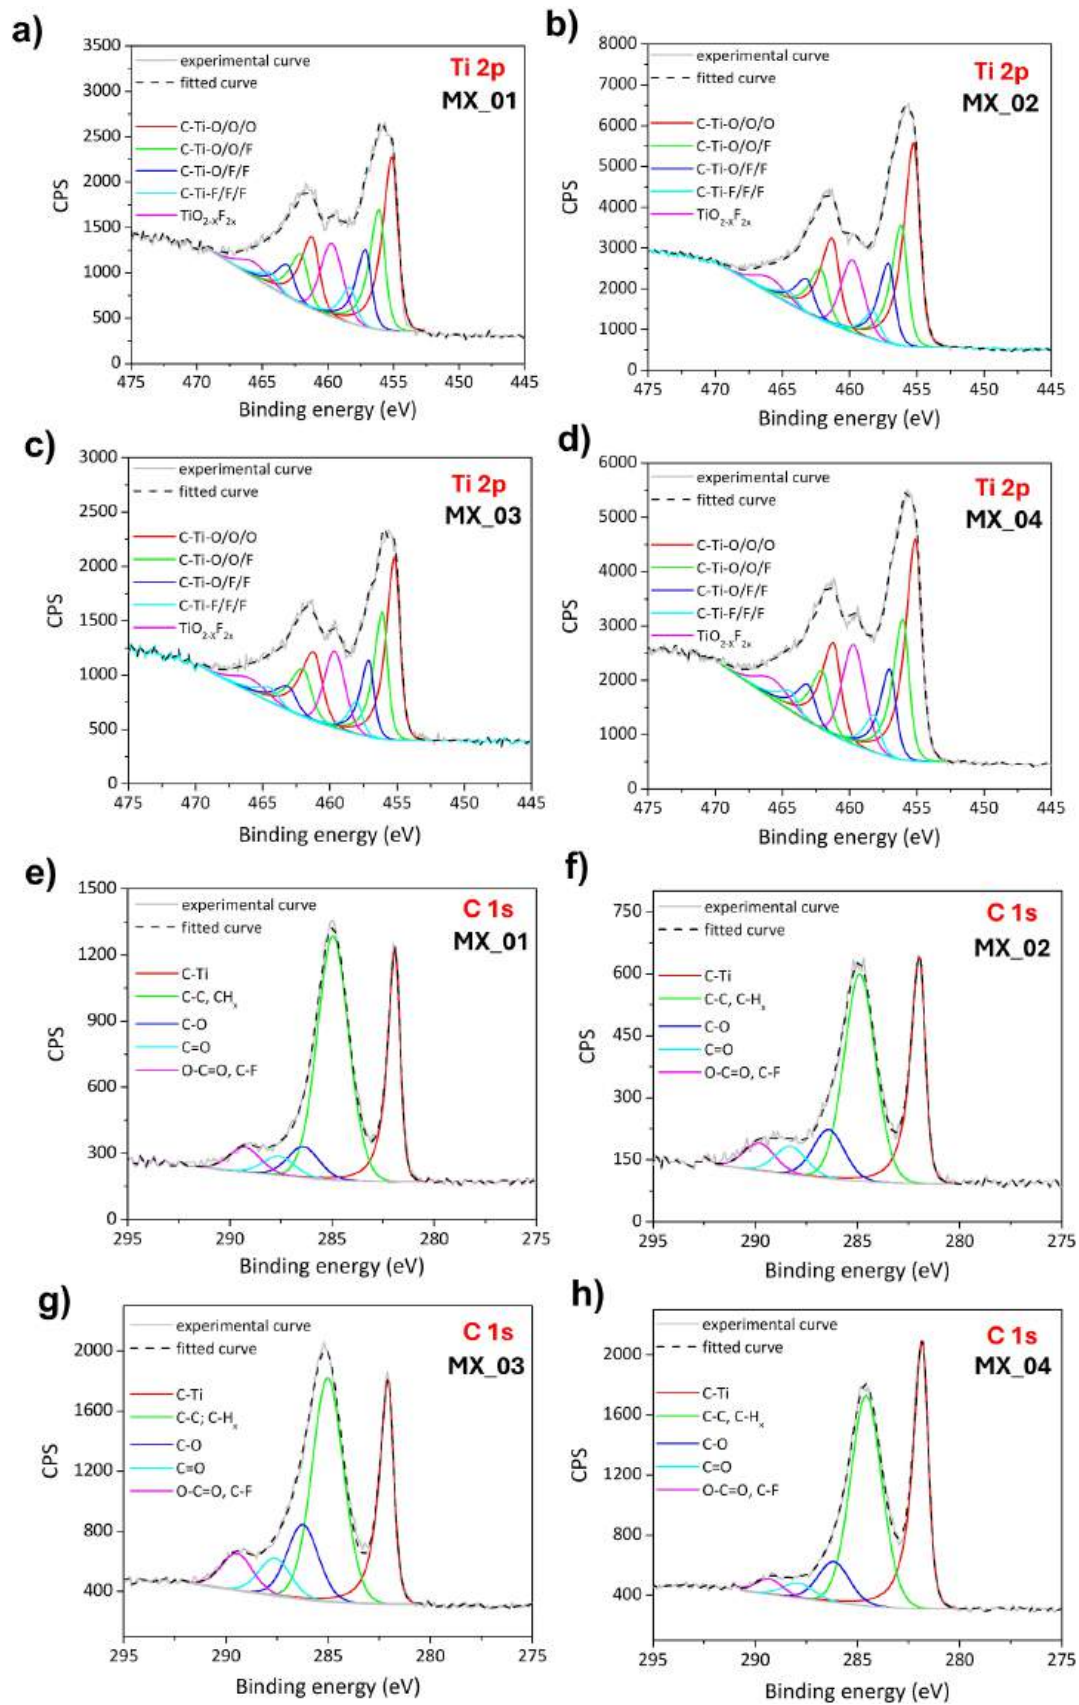 a)
3500
3000
2500
2000
1500
1000
500
0
CPS
experimental curve
fitted curve
Ti 2p
MX_01
C-Ti-O/O/O
C-Ti-O/O/F
C-Ti-O/F/F
C-Ti-F/F/F
TiO2-xF2x
475 470 465 460 455 450 445
Binding energy (eV)
b)
8000
7000
6000
5000
4000
3000
2000
1000
0
CPS
experimental curve
fitted curve
Ti 2p
MX_02
C-Ti-O/O/O
C-Ti-O/O/F
C-Ti-O/F/F
C-Ti-F/F/F
TiO2-xF2x
475 470 465 460 455 450 445
Binding energy (eV)
c)
3000
2500
2000
1500
1000
500
0
CPS
experimental curve
fitted curve
Ti 2p
MX_03
C-Ti-O/O/O
C-Ti-O/O/F
C-Ti-O/F/F
C-Ti-F/F/F
TiO2-xF2x
475 470 465 460 455 450 445
Binding energy (eV)
d)
6000
5000
4000
3000
2000
1000
0
CPS
experimental curve
fitted curve
Ti 2p
MX_04
C-Ti-O/O/O
C-Ti-O/O/F
C-Ti-O/F/F
C-Ti-F/F/F
TiO2-xF2x
475 470 465 460 455 450 445
Binding energy (eV)
e)
1500
1200
900
600
300
0
CPS
experimental curve
fitted curve
C 1s
MX_01
C-Ti
C-C, CHx
C-O
C=O
O-C=O, C-F
295 290 285 280 275
Binding energy (eV)
f)
750
600
450
300
150
0
CPS
experimental curve
fitted curve
C 1s
MX_02
C-Ti
C-C, C-Hx
C-O
C=O
O-C=O, C-F
295 290 285 280 275
Binding energy (eV)
g)
2000
1600
1200
800
400
CPS
experimental curve
fitted curve
C 1s
MX_03
C-Ti
C-C; C-Hx
C-O
C=O
O-C=O, C-F
295 290 285 280 275
Binding energy (eV)
h)
2000
1600
1200
800
400
CPS
experimental curve
fitted curve
C 1s
MX_04
C-Ti
C-C, C-Hx
C-O
C=O
O-C=O, C-F
295 290 285 280 275
Binding energy (eV)